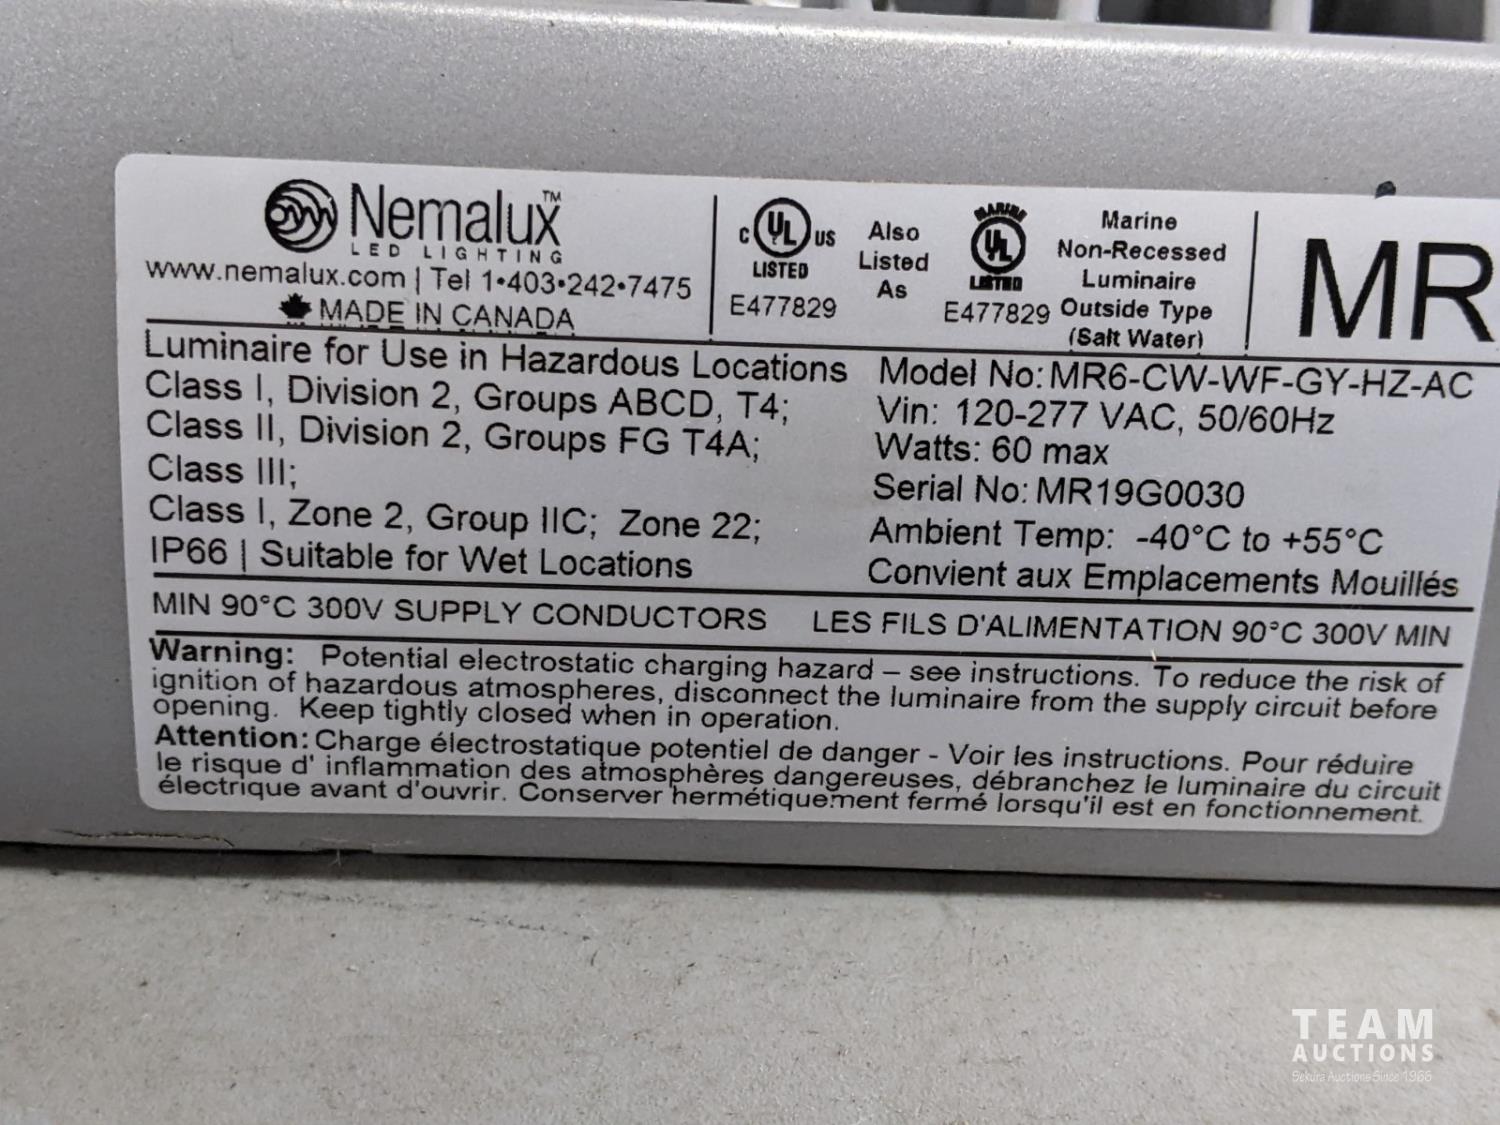 Nemalux™
LED LIGHTING
www.nemalux.com | Tel 1•403•242•7475
MADE IN CANADA
C UL US
LISTED
E477829
Also
Listed
As
MARINE
UL
LISTED
E477829
Marine
Non-Recessed
Luminaire
Outside Type
(Salt Water)
MR
Luminaire for Use in Hazardous Locations
Class I, Division 2, Groups ABCD, T4;
Class II, Division 2, Groups FG T4A;
Class III;
Class I, Zone 2, Group IIC; Zone 22;
IP66 | Suitable for Wet Locations
Model No: MR6-CW-WF-GY-HZ-AC
Vin: 120-277 VAC, 50/60Hz
Watts: 60 max
Serial No: MR19G0030
Ambient Temp: -40°C to +55°C
Convient aux Emplacements Mouillés
MIN 90°C 300V SUPPLY CONDUCTORS LES FILS D'ALIMENTATION 90°C 300V MIN
Warning: Potential electrostatic charging hazard – see instructions. To reduce the risk of
ignition of hazardous atmospheres, disconnect the luminaire from the supply circuit before
opening. Keep tightly closed when in operation.
Attention: Charge électrostatique potentiel de danger - Voir les instructions. Pour réduire
le risque d' inflammation des atmosphères dangereuses, débranchez le luminaire du circuit
électrique avant d'ouvrir. Conserver hermétiquement fermé lorsqu'il est en fonctionnement.
TEAM
AUCTIONS
Sekura Auctions Since 1966